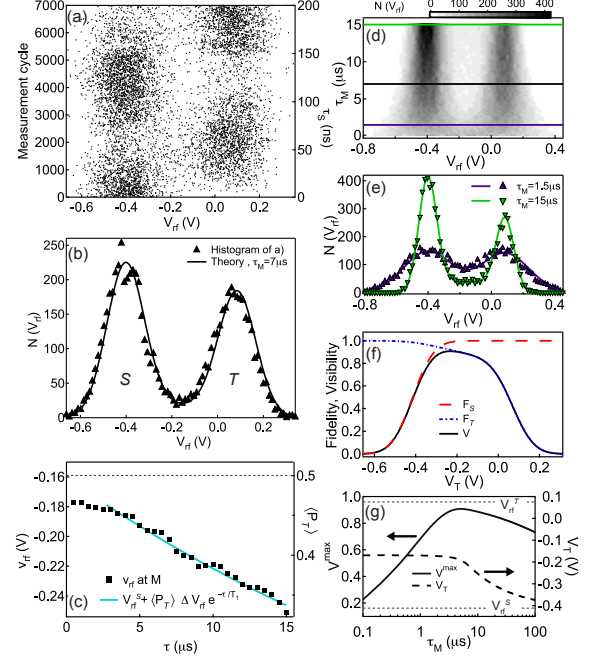 (a)
Measurement cycle
7000
6000
5000
4000
3000
2000
1000
0
200
150
100
50
0
τS (ns)
-0.6 -0.4 -0.2 0.0 0.2
Vrf (V)
(b)
▲ Histogram of a)
— Theory , τM=7μs
N (Vrf)
250
200
150
100
50
0
S
T
-0.6 -0.4 -0.2 0.0 0.2
Vrf (V)
-0.16
-0.18
-0.20
-0.22
-0.24
vrf (V)
0.5
0.4
⟨PT⟩
■ vrf at M
(c) — VrfS + ⟨PT⟩ ΔVrf e-τ/T1
0 5 10 15
τ (μs)
N (Vrf) 0 200 400
(d)
15
10
5
0
τM (μs)
-0.8 -0.4 0.0 0.4
Vrf (V)
(e)
400
300
200
100
0
N (Vrf)
τM=1.5μs
τM=15μs
-0.8 -0.4 0.0 0.4
Vrf (V)
(f)
Fidelity, Visibility
1.0
0.8
0.6
0.4
0.2
0.0
FS
FT
V
-0.6 -0.4 -0.2 0.0 0.2
VT (V)
(g)
Vmax
1.0
0.8
0.6
0.4
0.2
VrfT
Vmax
VT
VrfS
0.1
0.0
-0.1
-0.2
-0.3
-0.4
VT (V)
0.1 1 10 100
τM (μs)